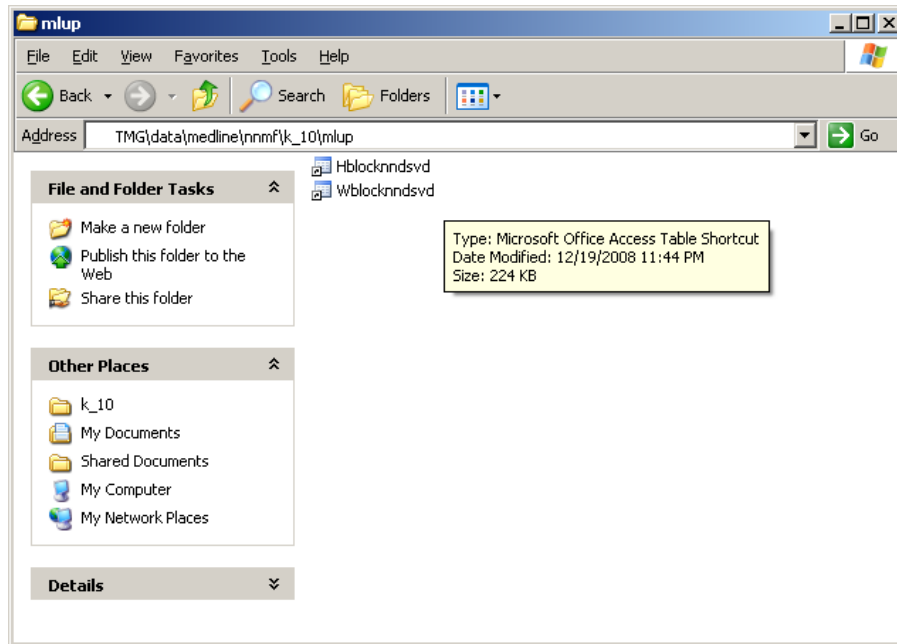 mlup
File Edit View Favorites Tools Help
Back Search Folders
Address TMG\data\medline\nnmf\k_10\mlup Go
File and Folder Tasks
Make a new folder
Publish this folder to the
Web
Share this folder
Other Places
k_10
My Documents
Shared Documents
My Computer
My Network Places
Details
Hblocknndsvd
Wblocknndsvd
Type: Microsoft Office Access Table Shortcut
Date Modified: 12/19/2008 11:44 PM
Size: 224 KB